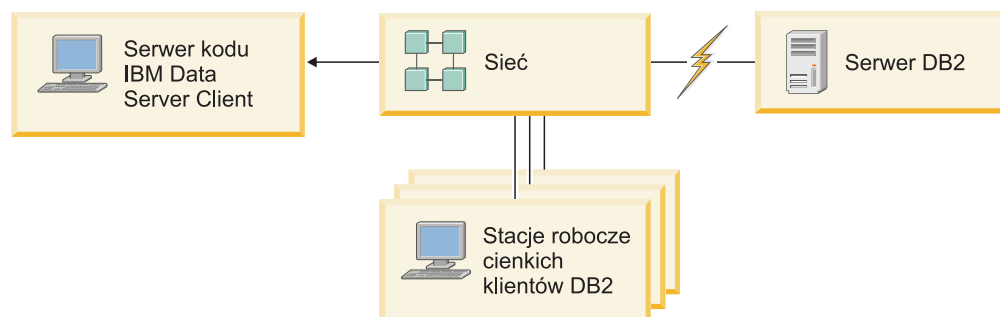 Serwer kodu
IBM Data
Server Client
Sieć
Serwer DB2
Stacje robocze
cienkich
klientów DB2